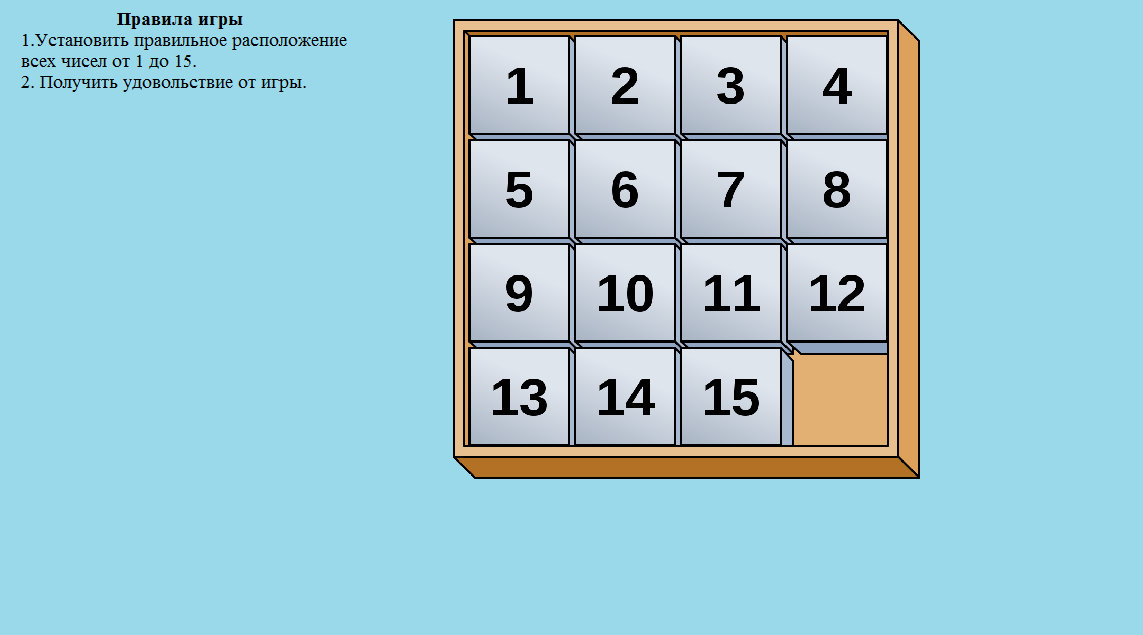 Правила игры
1.Установить правильное расположение
всех чисел от 1 до 15.
2. Получить удовольствие от игры.
1 2 3 4
5 6 7 8
9 10 11 12
13 14 15